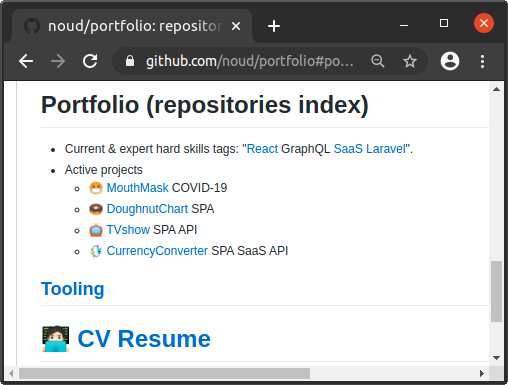 noud/portfolio: repositor
github.com/noud/portfolio#po...
Portfolio (repositories index)
Current & expert hard skills tags: "React GraphQL SaaS Laravel".
Active projects
MouthMask COVID-19
DoughnutChart SPA
TVshow SPA API
CurrencyConverter SPA SaaS API
Tooling
CV Resume